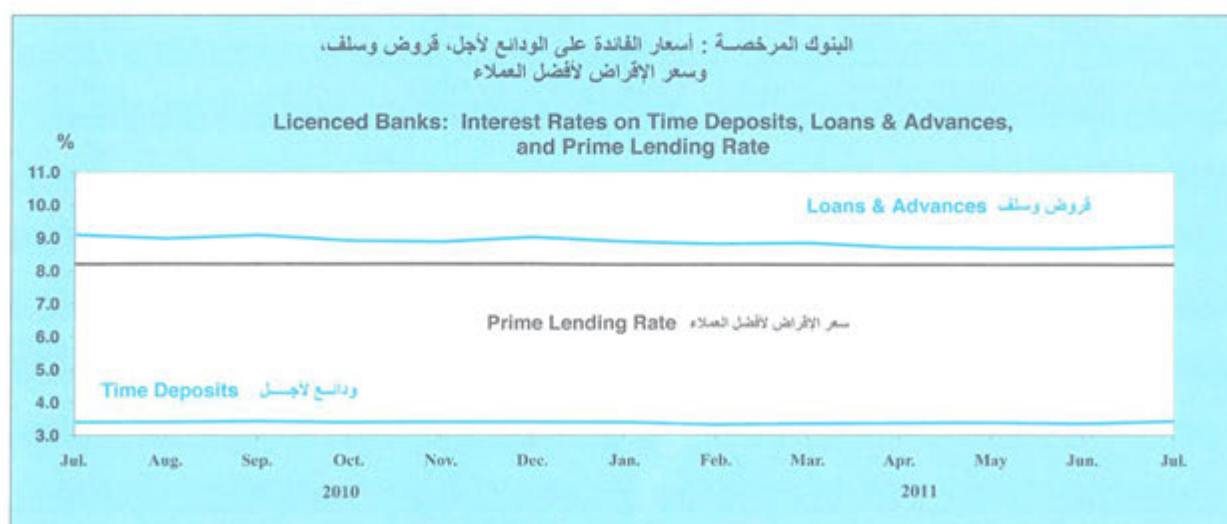 البنوك المرخصــة : أسعار الفائدة على الودائع لأجل، قروض وسلف،
وسعر الإقراض لأفضل العملاء
Licenced Banks: Interest Rates on Time Deposits, Loans & Advances,
and Prime Lending Rate
%
11.0
10.0
Loans & Advances قروض وسلف
9.0
8.0
7.0
Prime Lending Rate سعر الإقراض لأفضل العملاء
6.0
5.0
Time Deposits ودائــع لأجــــل
4.0
3.0
Jul. Aug. Sep. Oct. Nov. Dec. Jan. Feb. Mar. Apr. May Jun. Jul.
2010 2011